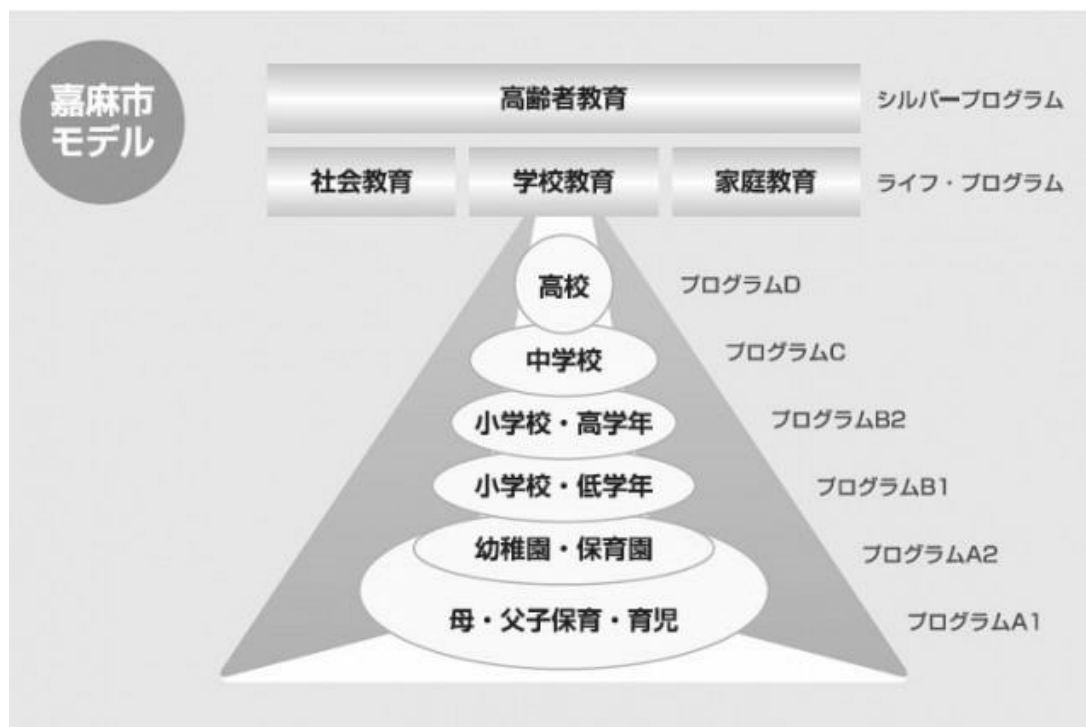 嘉麻市
モデル
高齢者教育 シルバープログラム
社会教育 学校教育 家庭教育 ライフ・プログラム
高校 プログラムD
中学校 プログラムC
小学校・高学年 プログラムB2
小学校・低学年 プログラムB1
幼稚園・保育園 プログラムA2
母・父子保育・育児 プログラムA1